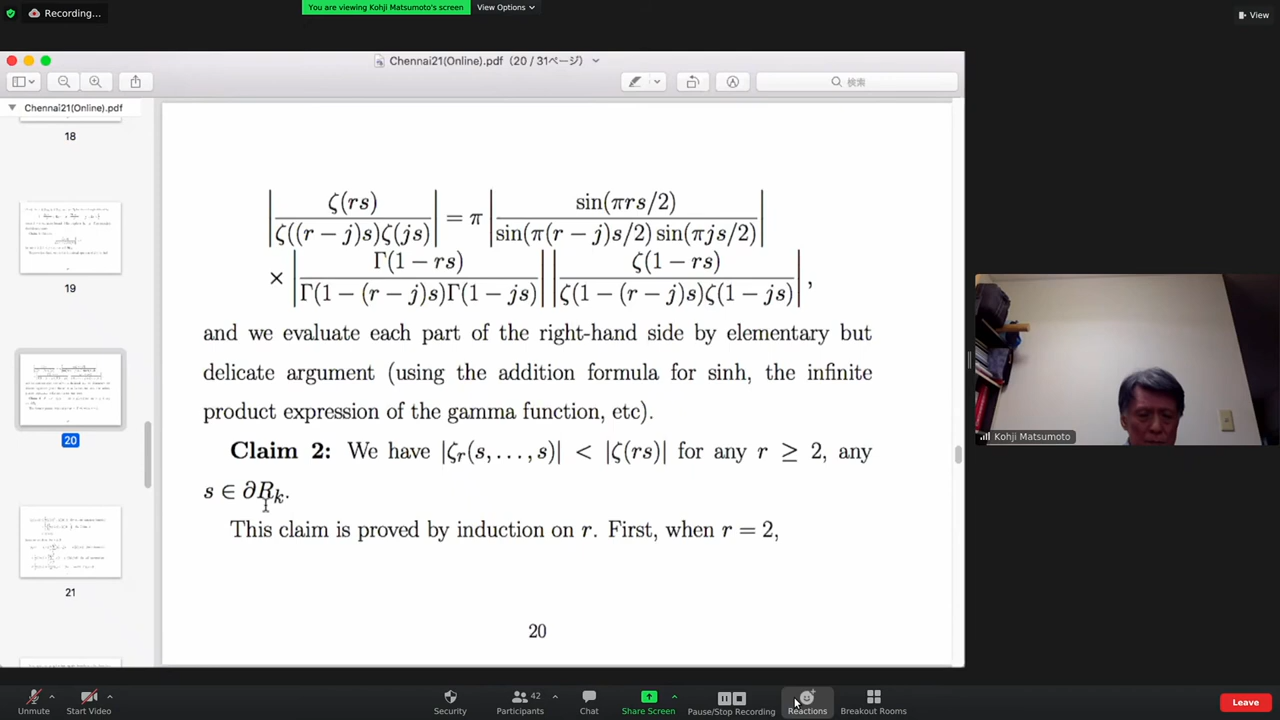 Recording...
You are viewing Kohji Matsumoto's screen
View Options
View
Chennai21(Online).pdf (20 / 31ページ)
検索
Chennai21(Online).pdf
18
19
20
21
|ζ(rs) / ζ((r − j)s)ζ(js)| = π |sin(πrs/2) / sin(π(r − j)s/2) sin(πjs/2)|
× |Γ(1 − rs) / Γ(1 − (r − j)s)Γ(1 − js)| |ζ(1 − rs) / ζ(1 − (r − j)s)ζ(1 − js)|,
and we evaluate each part of the right-hand side by elementary but
delicate argument (using the addition formula for sinh, the infinite
product expression of the gamma function, etc).
Claim 2: We have |ζr(s, . . . , s)| < |ζ(rs)| for any r ≥ 2, any
s ∈ ∂Rk.
This claim is proved by induction on r. First, when r = 2,
20
Kohji Matsumoto
Unmute
Start Video
Security
42
Participants
Chat
Share Screen
Pause/Stop Recording
Reactions
Breakout Rooms
Leave